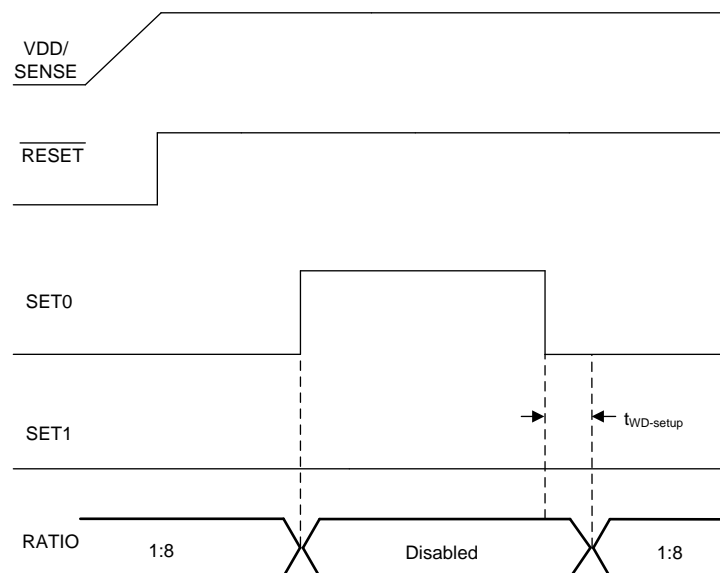 VDD/
SENSE
RESET
SET0
SET1
tWD-setup
RATIO
1:8
Disabled
1:8